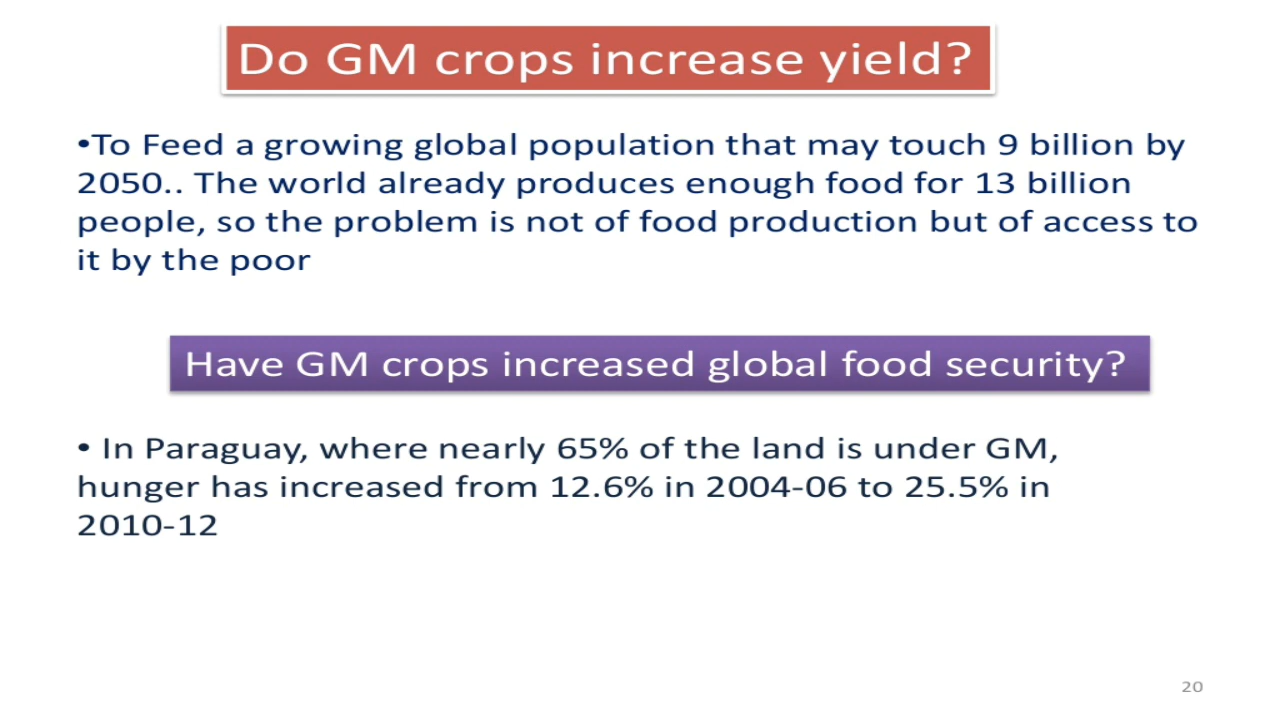 Do GM crops increase yield?
•To Feed a growing global population that may touch 9 billion by
2050.. The world already produces enough food for 13 billion
people, so the problem is not of food production but of access to
it by the poor
Have GM crops increased global food security?
• In Paraguay, where nearly 65% of the land is under GM,
hunger has increased from 12.6% in 2004-06 to 25.5% in
2010-12
20